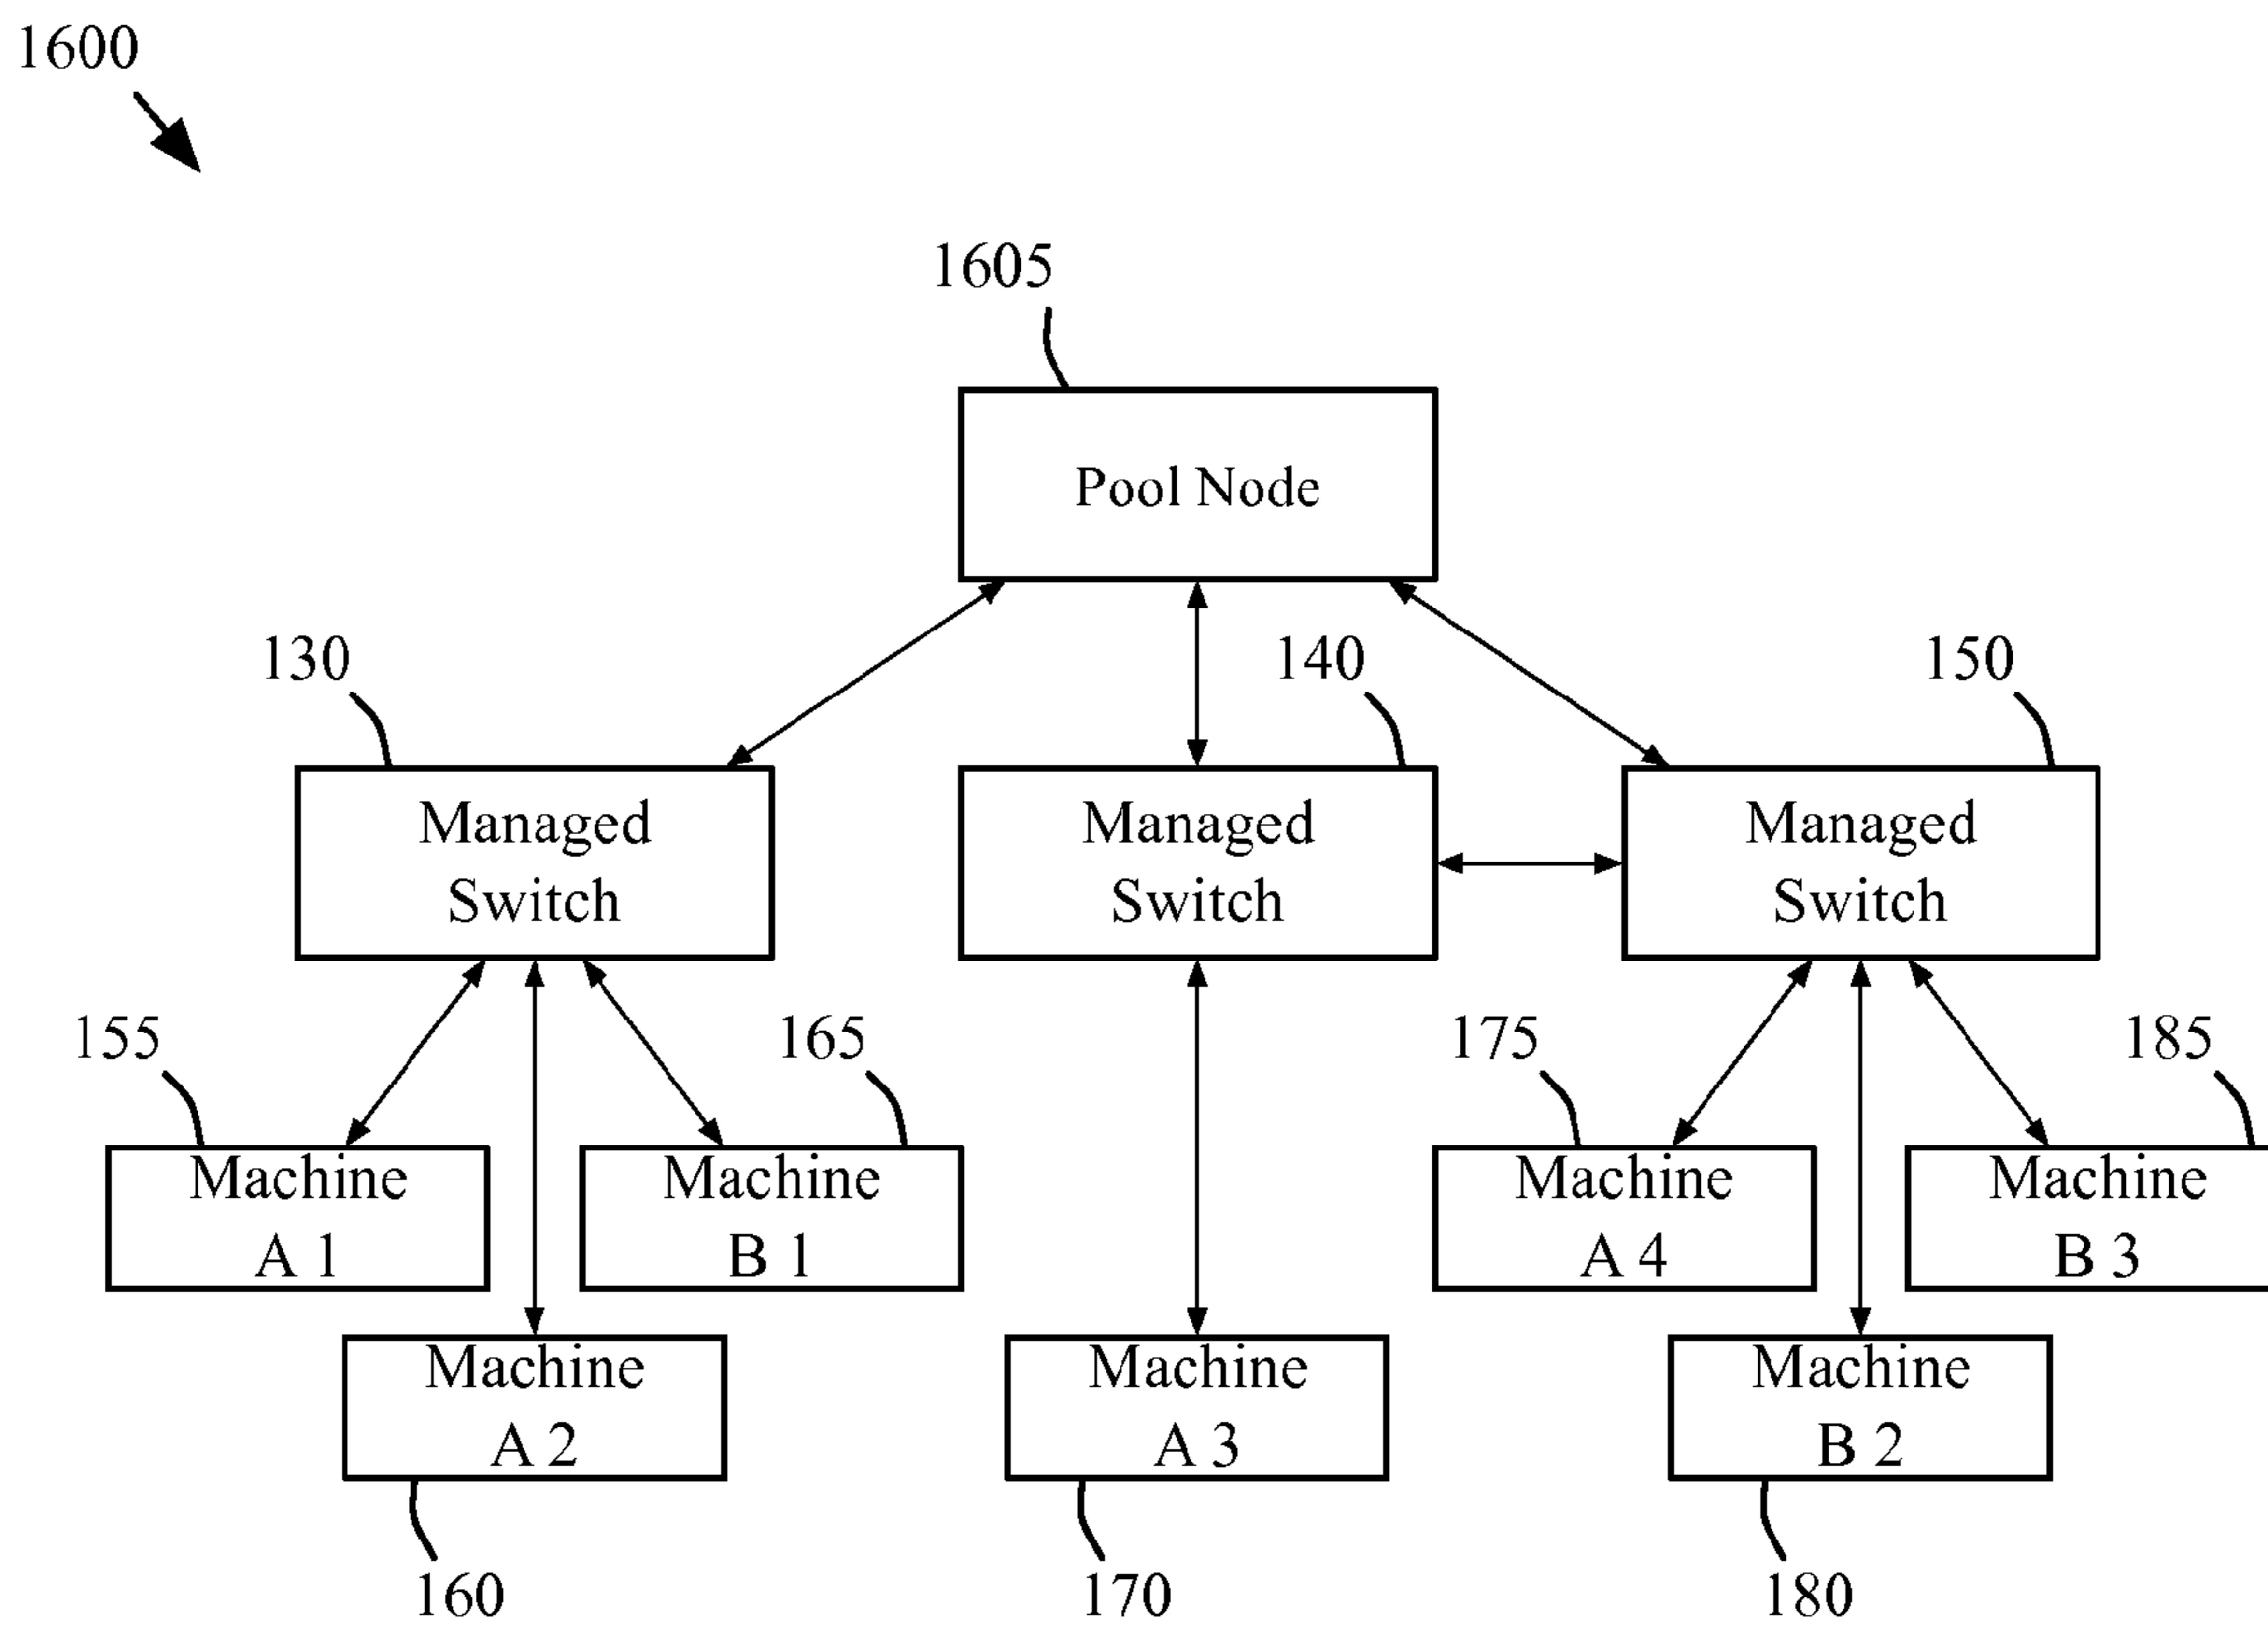 1600
1605
Pool Node
130
140
150
Managed
Switch
Managed
Switch
Managed
Switch
155
165
175
185
Machine
A 1
Machine
B 1
Machine
A 4
Machine
B 3
Machine
A 2
Machine
A 3
Machine
B 2
160
170
180